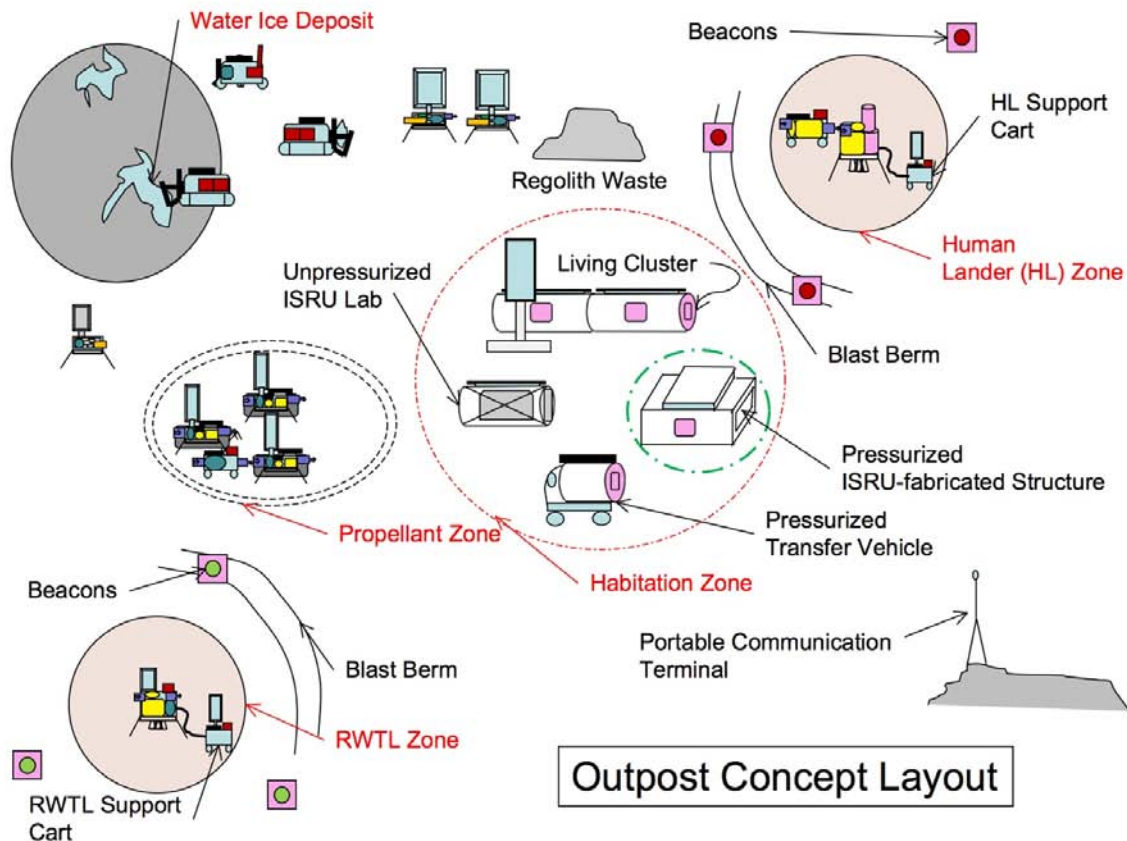 Water Ice Deposit
Beacons
HL Support
Cart
Regolith Waste
Human
Lander (HL) Zone
Living Cluster
Unpressurized
ISRU Lab
Blast Berm
Pressurized
ISRU-fabricated Structure
Propellant Zone
Pressurized
Transfer Vehicle
Habitation Zone
Beacons
Portable Communication
Terminal
Blast Berm
RWTL Zone
RWTL Support
Cart
Outpost Concept Layout